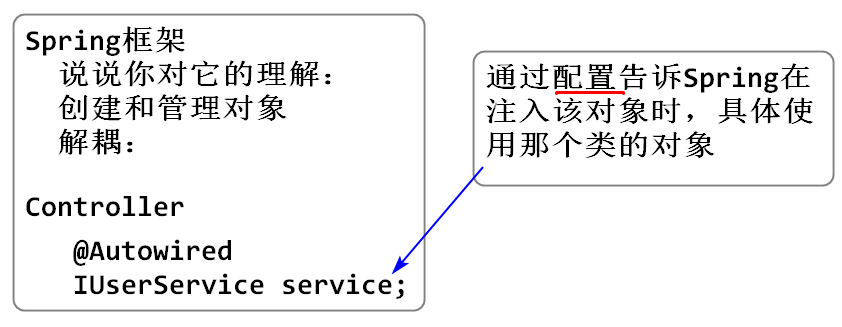 Spring框架
说说你对它的理解：
创建和管理对象
解耦：
Controller
@Autowired
IUserService service;
通过配置告诉Spring在
注入该对象时，具体使
用那个类的对象